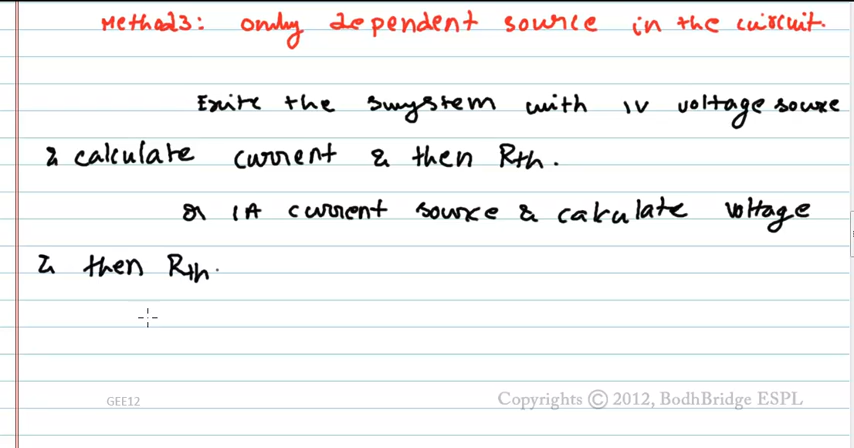 Method3: only dependent source in the circuit.
Exite the system with 1V voltage source
& calculate current & then Rth.
or 1A current source & calculate voltage
& then Rth.
GEE12
Copyrights © 2012, BodhBridge ESPL